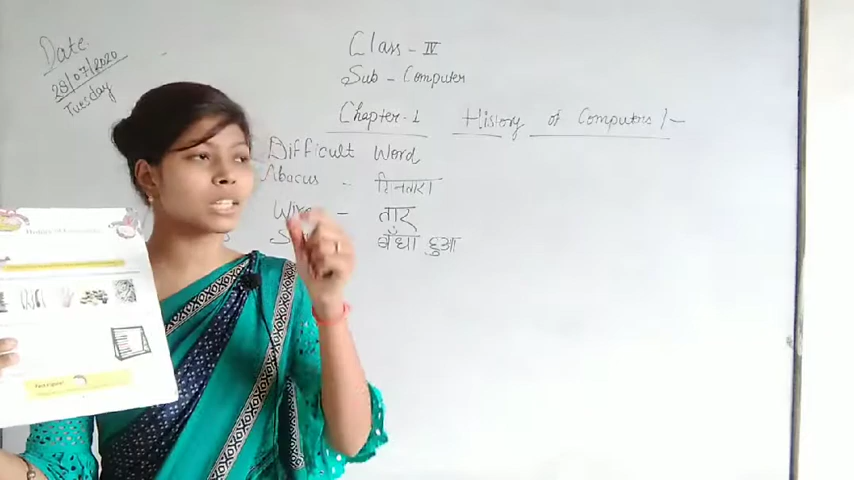 Date
28/07/2020
Tuesday
Class - IV
Sub - Computer
Chapter-1 History of Computers :-
Difficult Word
Abacus - गिनतारा
Wire - तार
बँधा हुआ